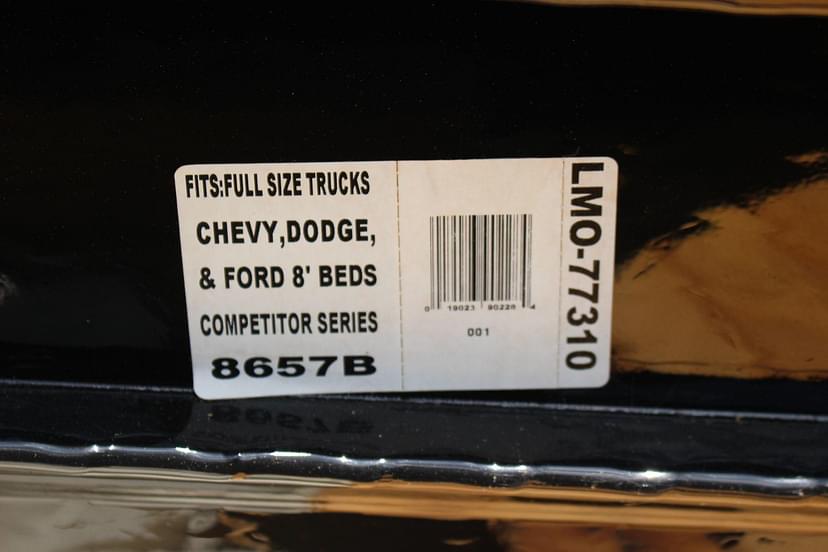 FITS:FULL SIZE TRUCKS
CHEVY,DODGE,
& FORD 8' BEDS
COMPETITOR SERIES
8657B
0 19023 90228 4
001
LMO-77310